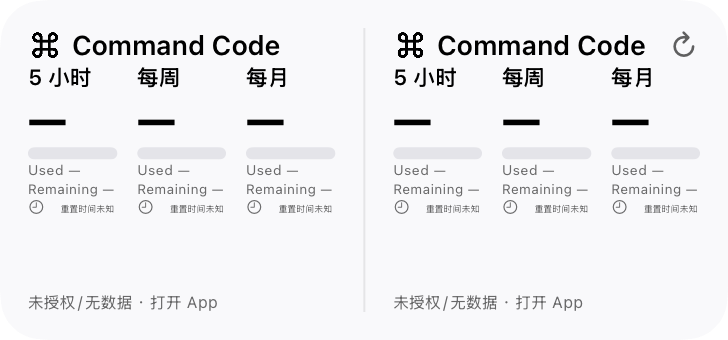 ⌘ Command Code
5 小时 每周 每月
— — —
Used — Used — Used —
Remaining — Remaining — Remaining —
重置时间未知 重置时间未知 重置时间未知
未授权/无数据 · 打开 App
⌘ Command Code
5 小时 每周 每月
— — —
Used — Used — Used —
Remaining — Remaining — Remaining —
重置时间未知 重置时间未知 重置时间未知
未授权/无数据 · 打开 App